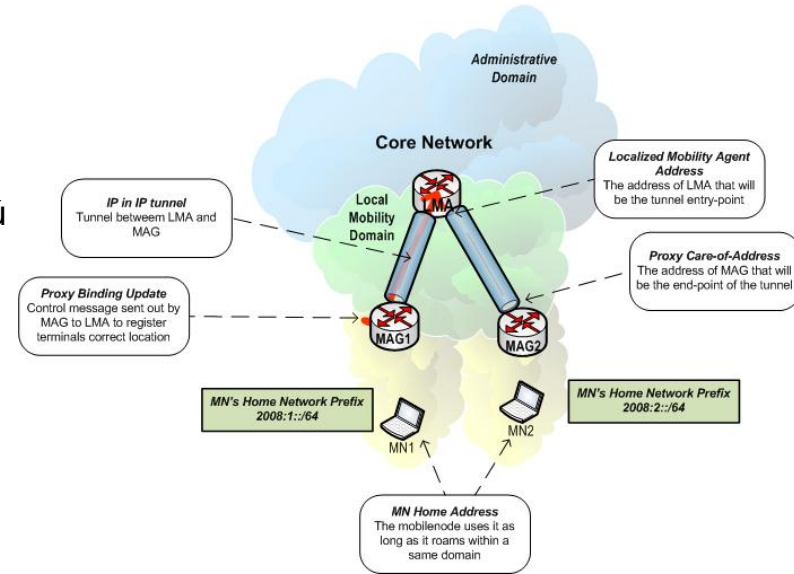 Administrative
Domain
Core Network
Localized Mobility Agent
Address
The address of LMA that will
be the tunnel entry-point
IP in IP tunnel
Tunnel betweem LMA and
MAG
Local
Mobility
Domain
LMA
ú
Proxy Care-of-Address
The address of MAG that will
be the end-point of the tunnel
Proxy Binding Update
Control message sent out by
MAG to LMA to register
terminals correct location
MAG1
MAG2
MN's Home Network Prefix
2008:1::/64
MN's Home Network Prefix
2008:2::/64
MN1
MN2
MN Home Address
The mobilenode uses it as
long as it roams within a
same domain